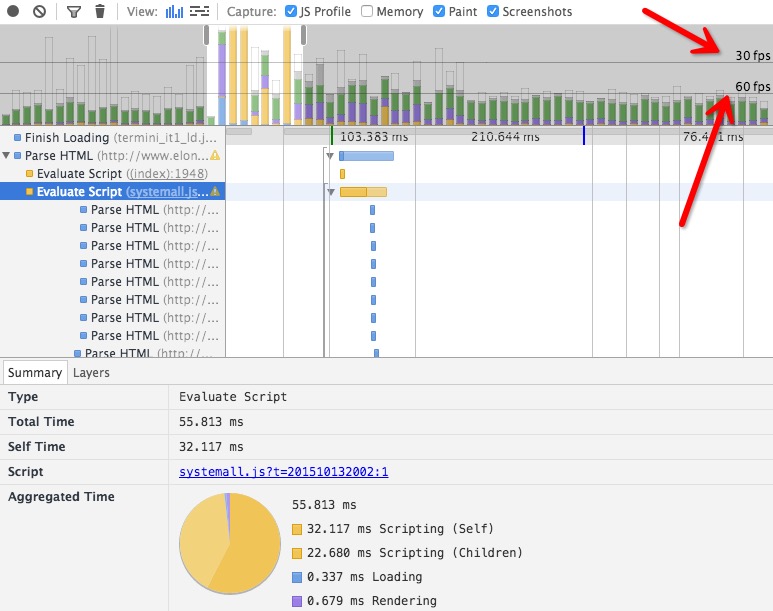 View: Capture: JS Profile Memory Paint Screenshots
30 fps
60 fps
103.383 ms 210.644 ms
Finish Loading (termini_it1_ld.j...
Parse HTML (http://www.elon...
Evaluate Script ((index):1948)
Evaluate Script (systemall.js...
Parse HTML (http://...
Parse HTML (http://...
Parse HTML (http://...
Parse HTML (http://...
Parse HTML (http://...
Parse HTML (http://...
Parse HTML (http://...
Parse HTML (http://...
Parse HTML (http://...
Summary Layers
Type Evaluate Script
Total Time 55.813 ms
Self Time 32.117 ms
Script systemall.js?t=201510132002:1
Aggregated Time
55.813 ms
32.117 ms Scripting (Self)
22.680 ms Scripting (Children)
0.337 ms Loading
0.679 ms Rendering